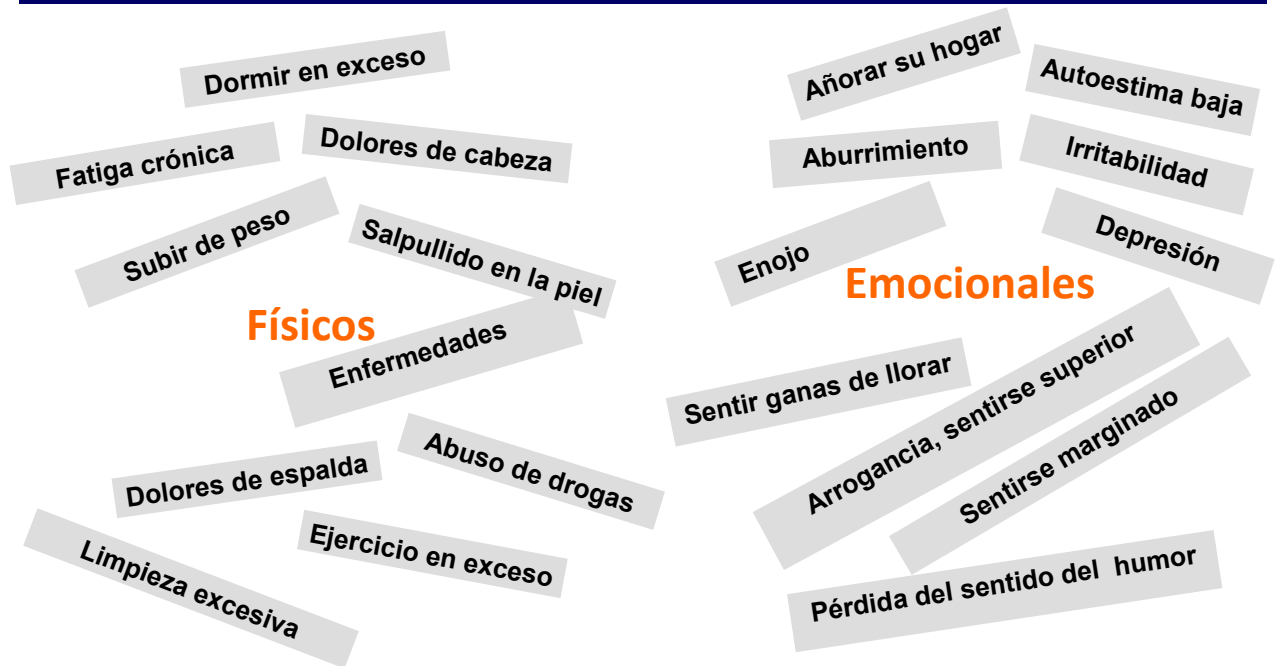 Dormir en exceso
Fatiga crónica
Dolores de cabeza
Subir de peso
Salpullido en la piel
Físicos
Enfermedades
Dolores de espalda
Abuso de drogas
Ejercicio en exceso
Limpieza excesiva
Añorar su hogar
Autoestima baja
Aburrimiento
Irritabilidad
Enojo
Depresión
Emocionales
Sentir ganas de llorar
Arrogancia, sentirse superior
Sentirse marginado
Pérdida del sentido del humor